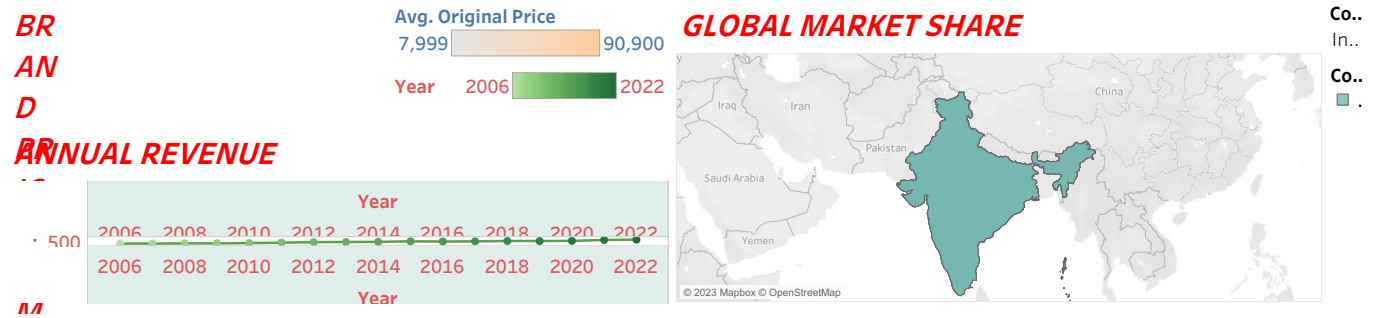 BR
AN
D
Avg. Original Price
7,999 90,900
Year 2006 2022
ANNUAL REVENUE
Year
2006 2008 2010 2012 2014 2016 2018 2020 2022
500
2006 2008 2010 2012 2014 2016 2018 2020 2022
Year
M
GLOBAL MARKET SHARE
China
Iraq
Iran
Pakistan
Saudi Arabia
Yemen
© 2023 Mapbox © OpenStreetMap
Co..
In..
Co..
.